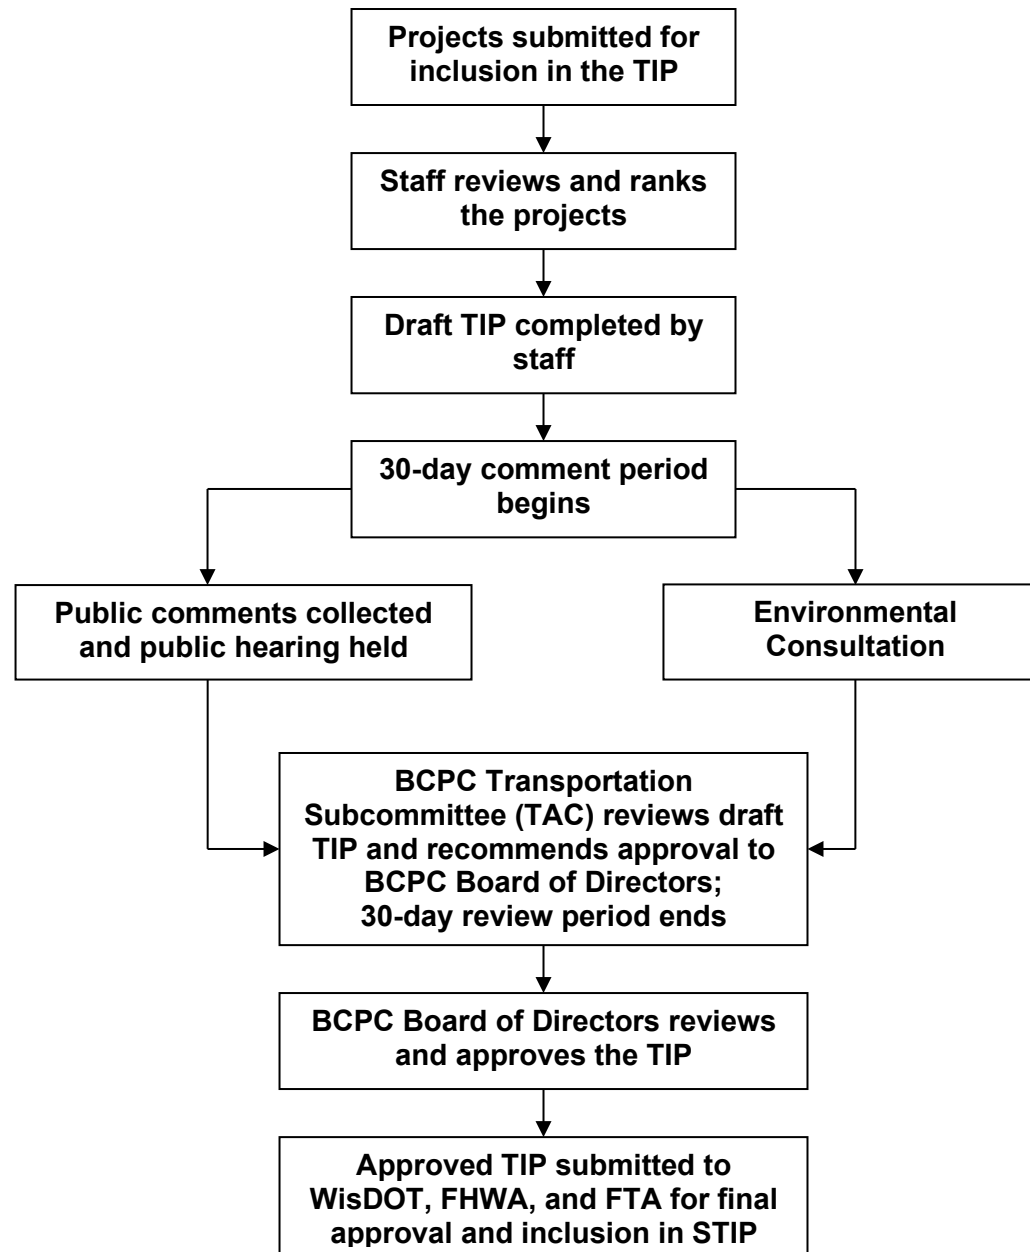 Projects submitted for
inclusion in the TIP
Staff reviews and ranks
the projects
Draft TIP completed by
staff
30-day comment period
begins
Public comments collected
and public hearing held
Environmental
Consultation
BCPC Transportation
Subcommittee (TAC) reviews draft
TIP and recommends approval to
BCPC Board of Directors;
30-day review period ends
BCPC Board of Directors reviews
and approves the TIP
Approved TIP submitted to
WisDOT, FHWA, and FTA for final
approval and inclusion in STIP